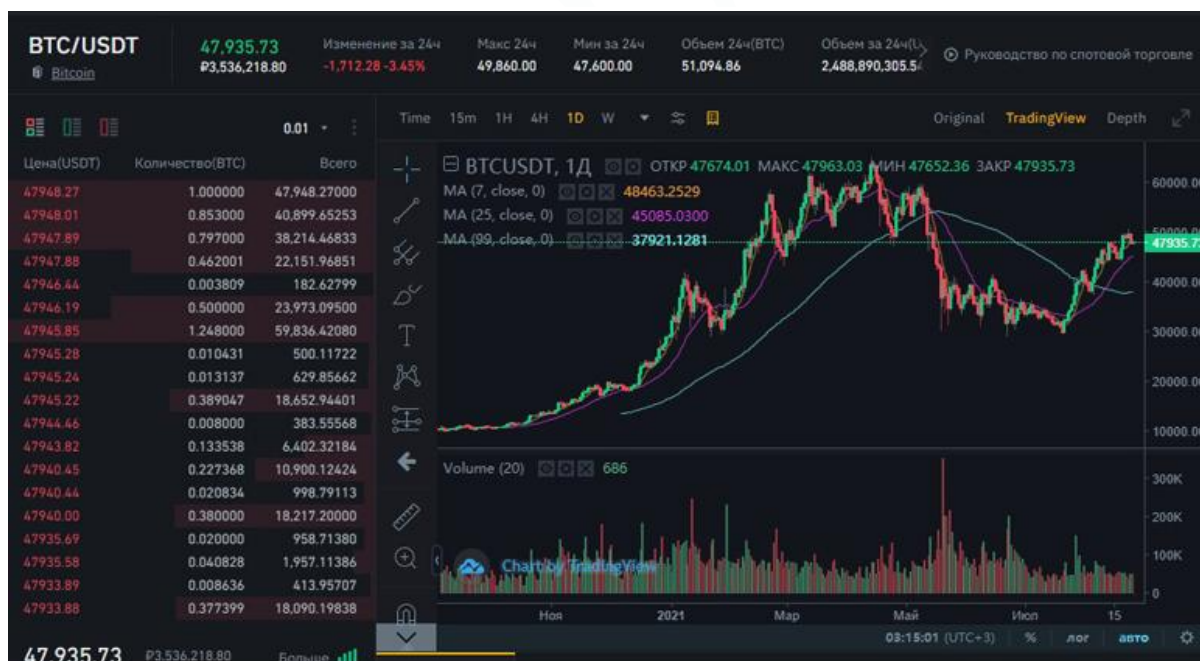 BTC/USDT
Bitcoin
47,935.73
₽3,536,218.80
Изменение за 24ч
-1,712.28 -3.45%
Макс 24ч
49,860.00
Мин за 24ч
47,600.00
Объем 24ч(BTC)
51,094.86
Объем за 24ч(U
2,488,890,305.5
Руководство по спотовой торговле
0.01
Цена(USDT) Количество(BTC) Всего
47948.27 1.000000 47,948.27000
47948.01 0.853000 40,899.65253
47947.89 0.797000 38,214.46833
47947.88 0.462001 22,151.96851
47946.44 0.003809 182.62799
47946.19 0.500000 23,973.09500
47945.85 1.248000 59,836.42080
47945.28 0.010431 500.11722
47945.24 0.013137 629.85662
47945.22 0.389047 18,652.94401
47944.46 0.008000 383.55568
47943.82 0.133538 6,402.32184
47940.45 0.227368 10,900.12424
47940.44 0.020834 998.79113
47940.00 0.380000 18,217.20000
47935.69 0.020000 958.71380
47935.58 0.040828 1,957.11386
47933.89 0.008636 413.95707
47933.88 0.377399 18,090.19838
47,935.73 ₽3,536,218.80 Больше
Time 15m 1H 4H 1D W Original TradingView Depth
BTCUSDT, 1Д ОТКР 47674.01 МАКС 47963.03 МИН 47652.36 ЗАКР 47935.73
MA (7, close, 0) 48463.2529
MA (25, close, 0) 45085.0300
MA (99, close, 0) 37921.1281
60000.00
50000.00
47935.73
40000.00
30000.00
20000.00
10000.00
Volume (20) 686
300K
200K
100K
0
Chart by TradingView
Ноя 2021 Мар Май Июл 15
03:15:01 (UTC+3) % лог авто